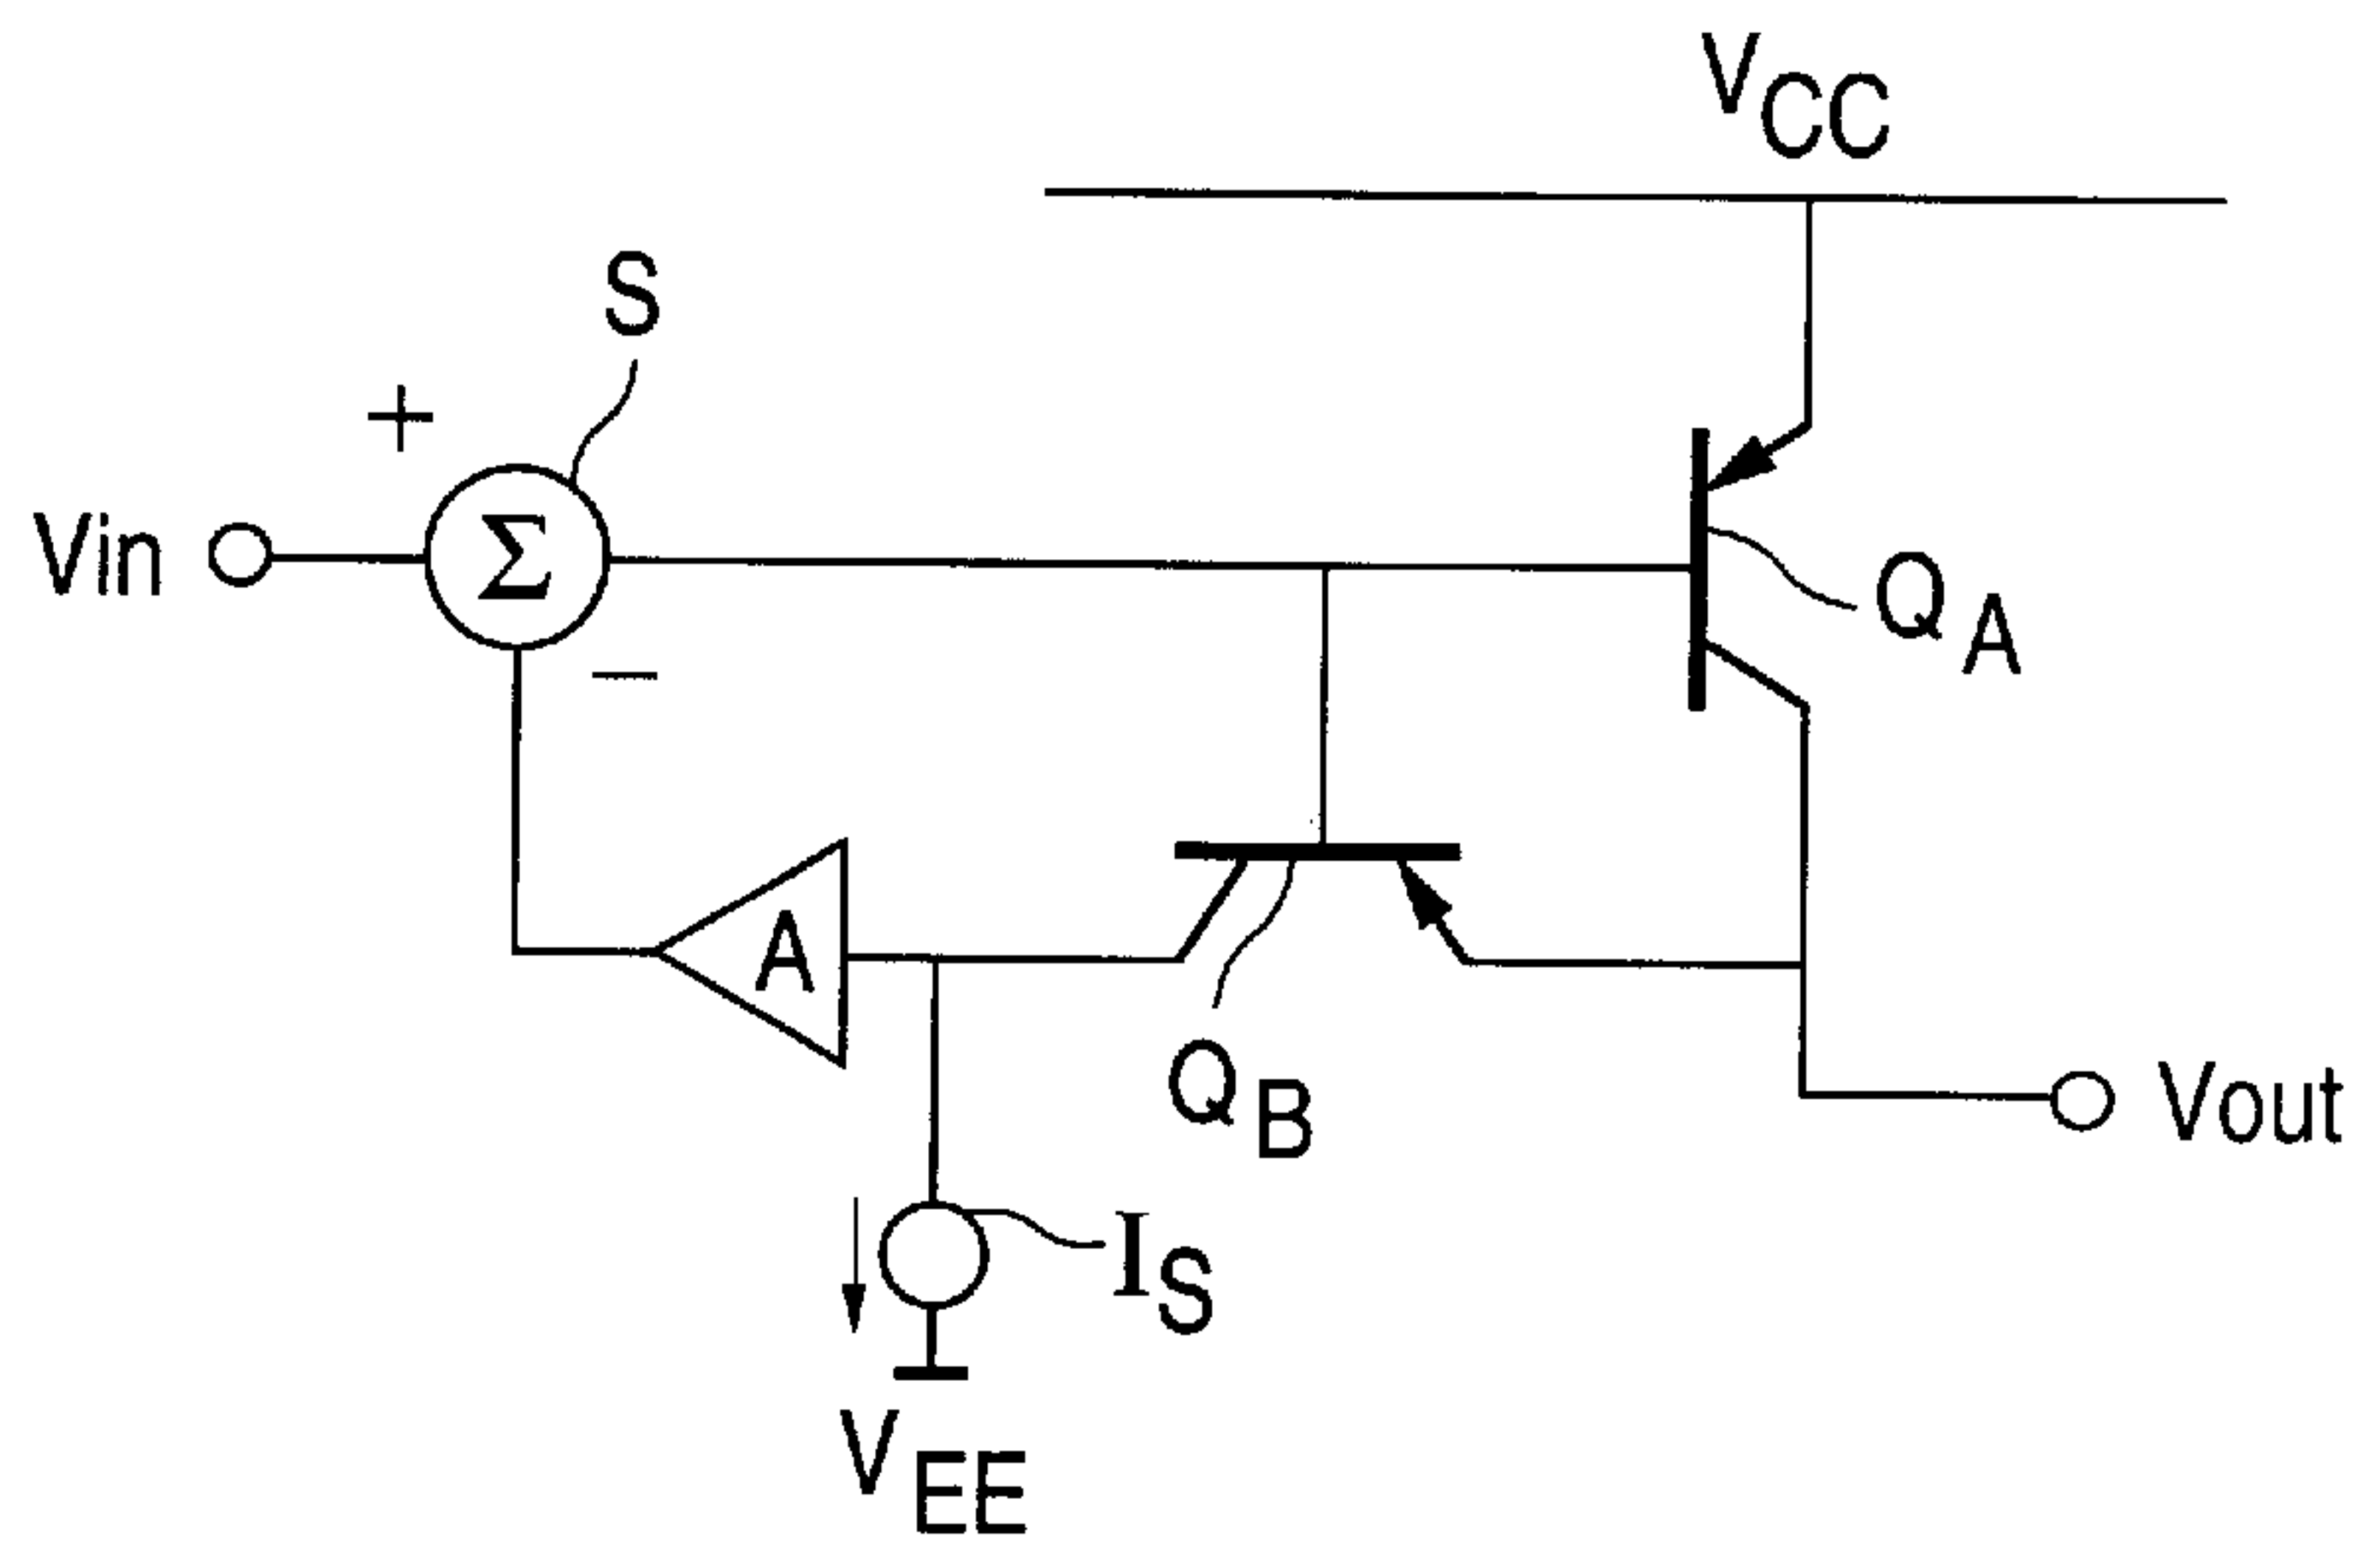 VCC
S
+
Vin
Σ
QA
−
A
QB
Vout
IS
VEE